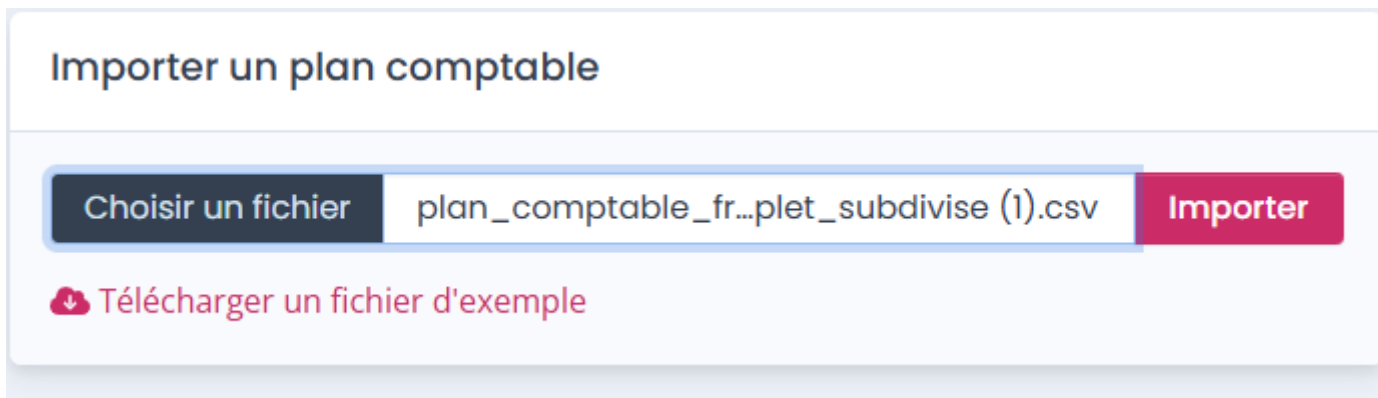 Importer un plan comptable
Choisir un fichier plan_comptable_fr...plet_subdivise (1).csv Importer
Télécharger un fichier d'exemple